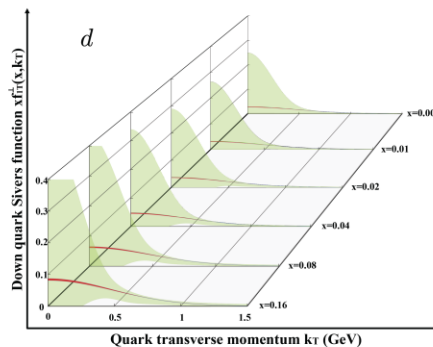 d
Down quark Sivers function xf⊥1T(x,kT)
0.4
0.3
0.2
0.1
0
0.5
1
1.5
x=0.00
x=0.01
x=0.02
x=0.04
x=0.08
x=0.16
Quark transverse momentum kT (GeV)